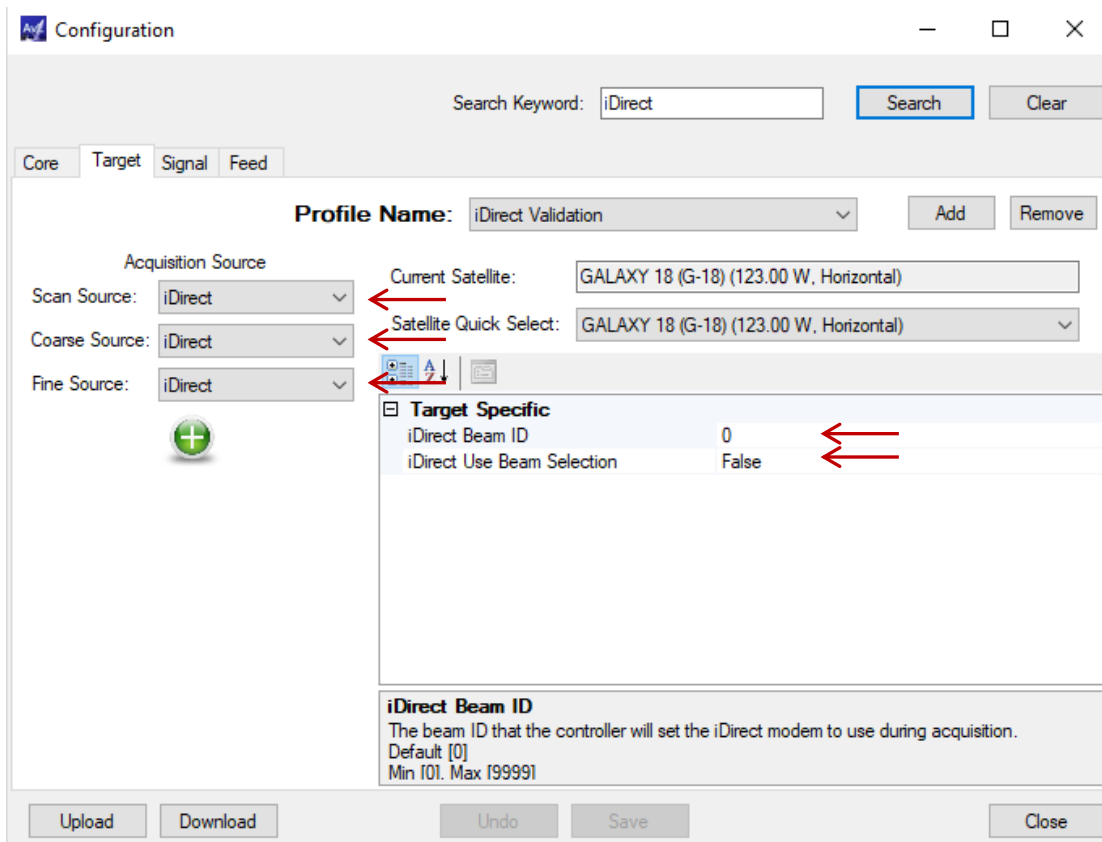 Configuration
Search Keyword: iDirect Search Clear
Core Target Signal Feed
Profile Name: iDirect Validation Add Remove
Acquisition Source
Scan Source: iDirect
Coarse Source: iDirect
Fine Source: iDirect
Current Satellite: GALAXY 18 (G-18) (123.00 W, Horizontal)
Satellite Quick Select: GALAXY 18 (G-18) (123.00 W, Horizontal)
Target Specific
iDirect Beam ID 0
iDirect Use Beam Selection False
iDirect Beam ID
The beam ID that the controller will set the iDirect modem to use during acquisition.
Default [0]
Min [0], Max [9999]
Upload Download Undo Save Close